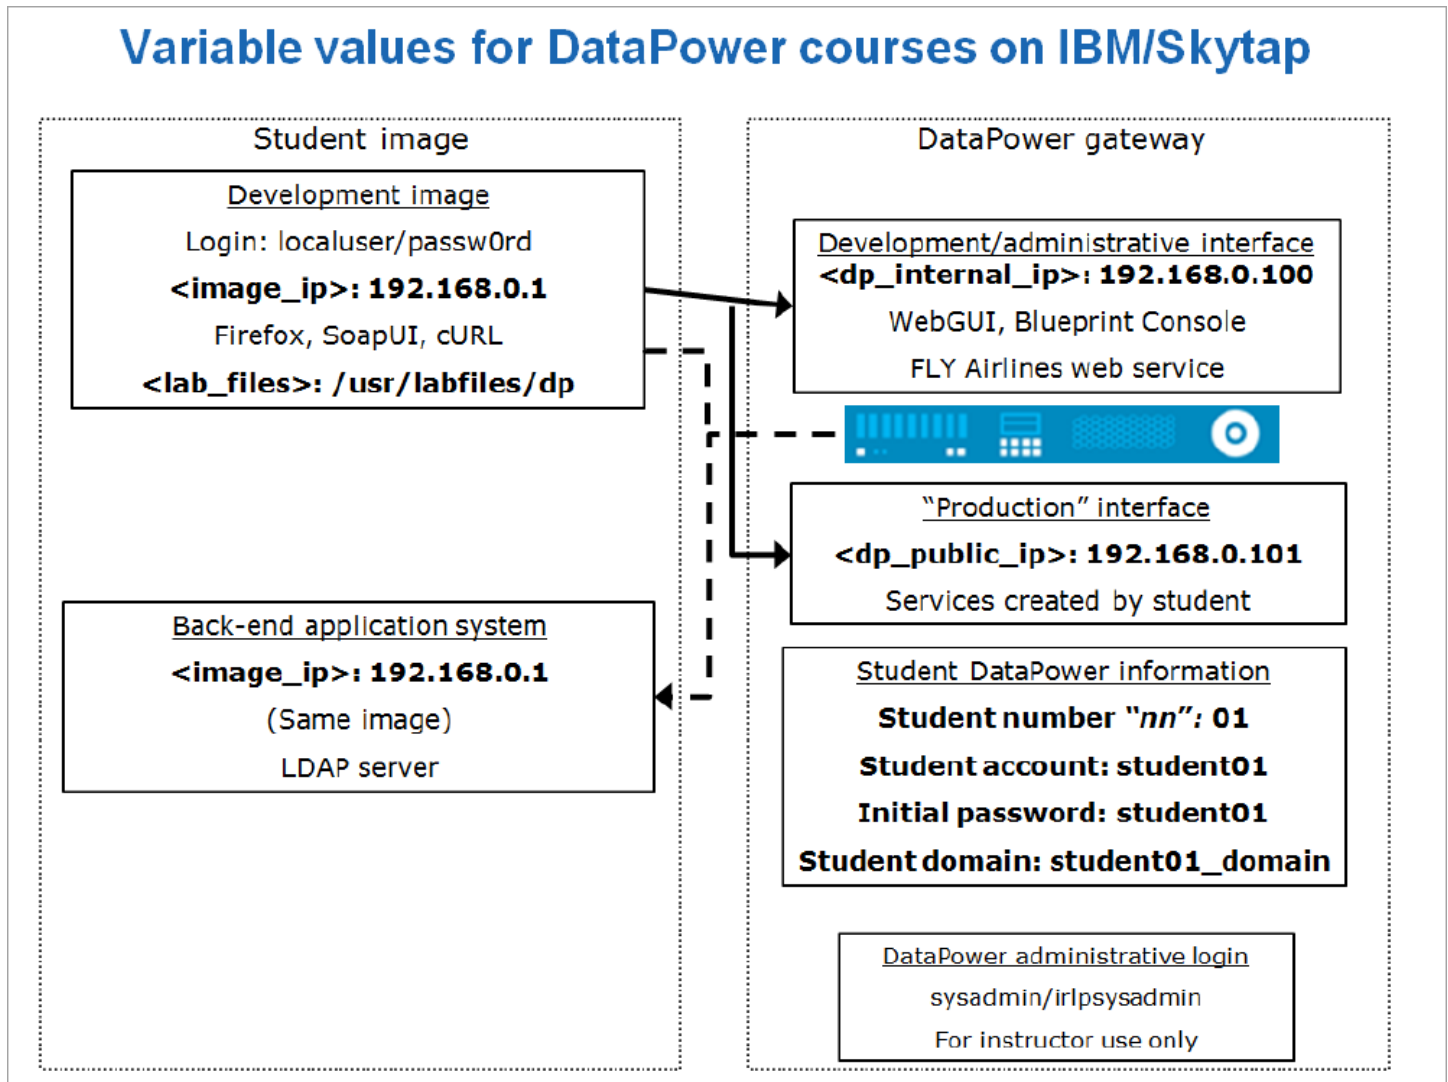 Variable values for DataPower courses on IBM/Skytap
Student image
Development image
Login: localuser/passw0rd
<image_ip>: 192.168.0.1
Firefox, SoapUI, cURL
<lab_files>: /usr/labfiles/dp
Back-end application system
<image_ip>: 192.168.0.1
(Same image)
LDAP server
DataPower gateway
Development/administrative interface
<dp_internal_ip>: 192.168.0.100
WebGUI, Blueprint Console
FLY Airlines web service
“Production” interface
<dp_public_ip>: 192.168.0.101
Services created by student
Student DataPower information
Student number “nn”: 01
Student account: student01
Initial password: student01
Student domain: student01_domain
DataPower administrative login
sysadmin/irlpsysadmin
For instructor use only